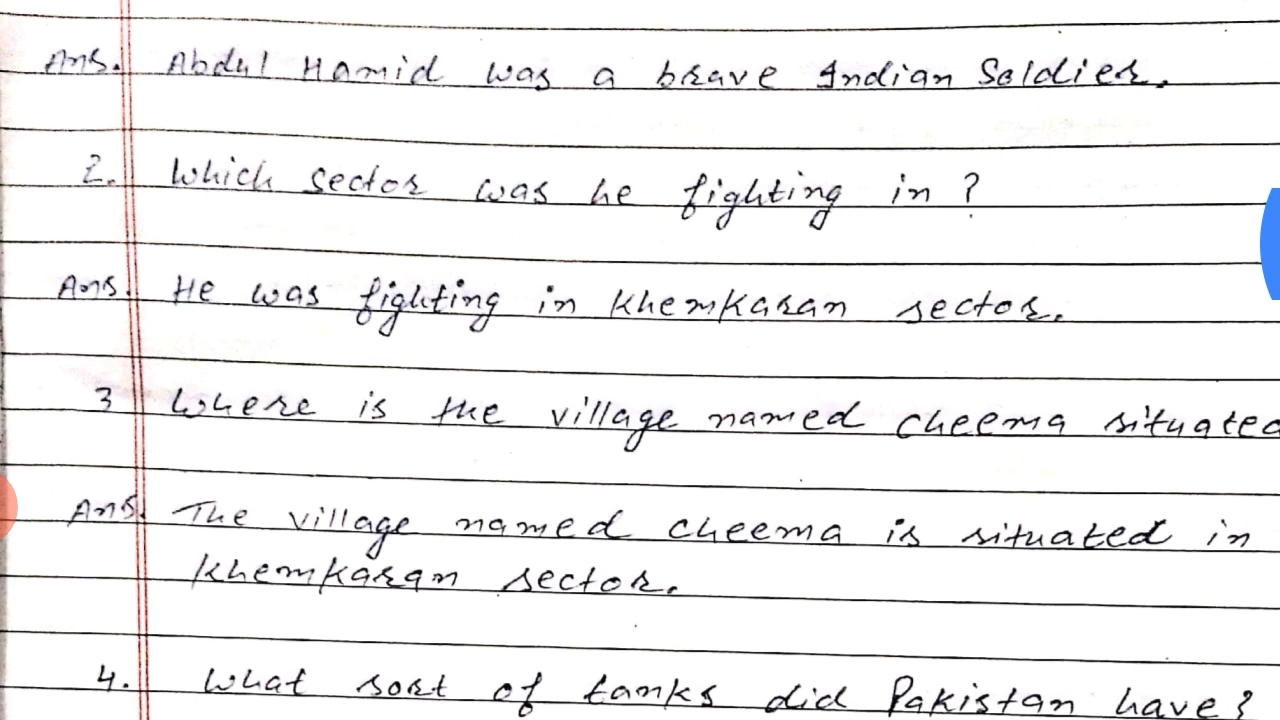 Ans. Abdul Hamid was a brave Indian Soldier.
2. Which sector was he fighting in ?
Ans. He was fighting in Khemkaran sector.
3 Where is the village named cheema situated
Ans. The village named cheema is situated in
Khemkaran sector.
4. What sort of tanks did Pakistan have?